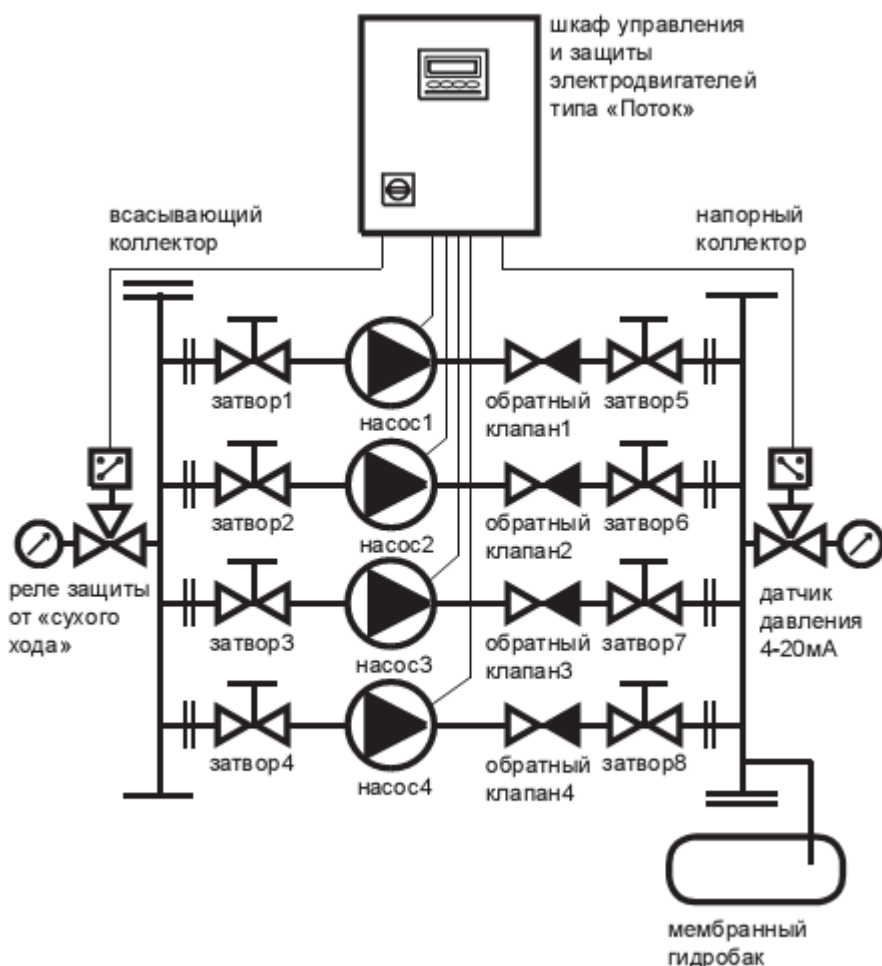 шкаф управления
и защиты
электродвигателей
типа «Поток»
всасывающий
коллектор
напорный
коллектор
затвор1
насос1
обратный
клапан1
затвор5
затвор2
насос2
обратный
клапан2
затвор6
реле защиты
от «сухого
хода»
затвор3
насос3
обратный
клапан3
затвор7
датчик
давления
4-20мА
затвор4
насос4
обратный
клапан4
затвор8
мембранный
гидробак